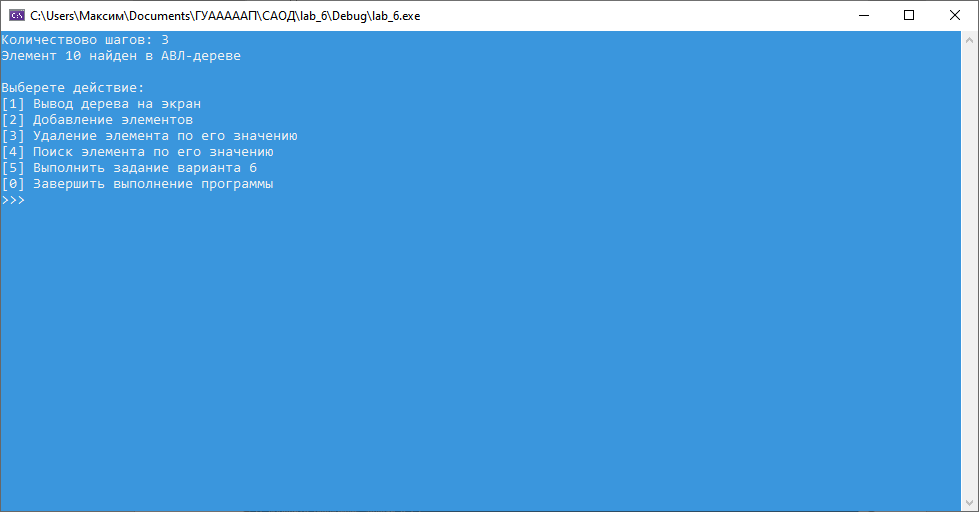 C:\Users\Максим\Documents\ГУАААААП\САОД\lab_6\Debug\lab_6.exe
Количествово шагов: 3
Элемент 10 найден в АВЛ-дереве
Выберете действие:
[1] Вывод дерева на экран
[2] Добавление элементов
[3] Удаление элемента по его значению
[4] Поиск элемента по его значению
[5] Выполнить задание варианта 6
[0] Завершить выполнение программы
>>>